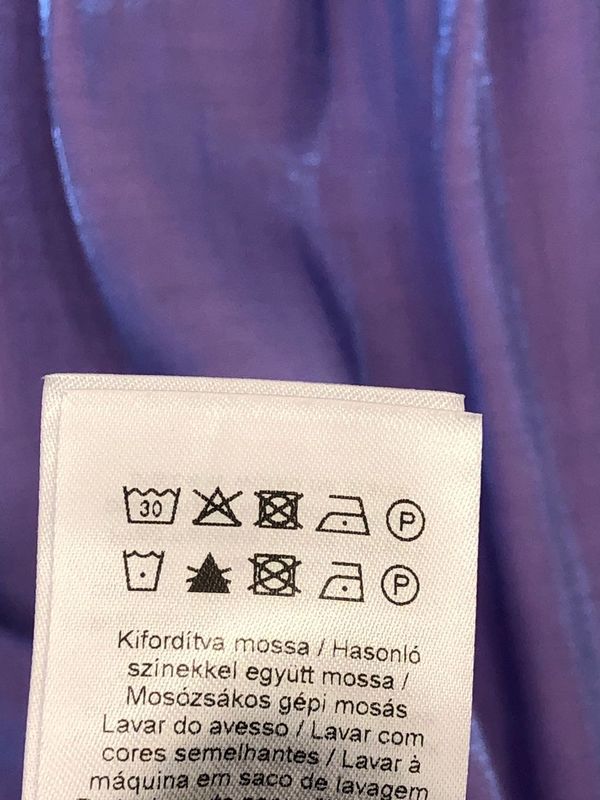 30 P
P
Kifordítva mossa / Hasonló
színekkel együtt mossa /
Mosózsákos gépi mosás
Lavar do avesso / Lavar com
cores semelhantes / Lavar à
máquina em saco de lavagem